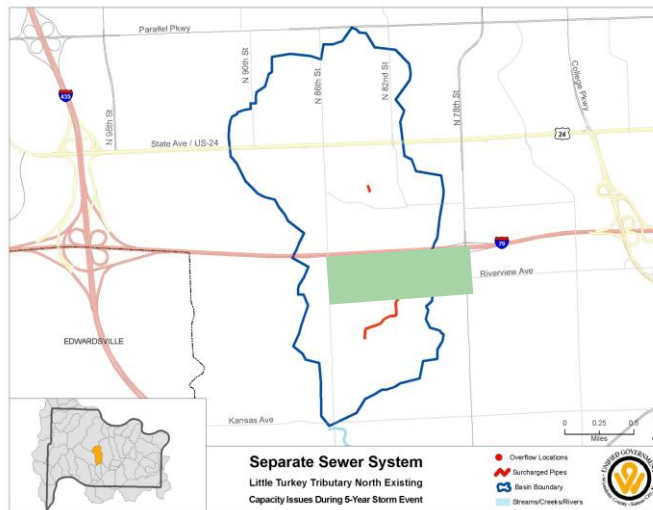 Parallel Pkwy
N 98th St
N 90th St
N 86th St
N 82nd St
N 78th St
College Pkwy
435
State Ave / US-24
24
70
Riverview Ave
EDWARDSVILLE
Kansas Ave
0 0.25 0.5
Miles
Separate Sewer System
Little Turkey Tributary North Existing
Capacity Issues During 5-Year Storm Event
Overflow Locations
Surcharged Pipes
Basin Boundary
Streams/Creeks/Rivers
UNIFIED GOVERNMENT